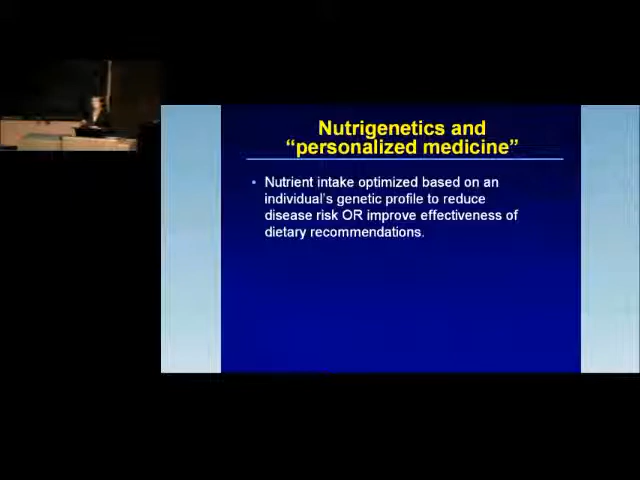 Nutrigenetics and
“personalized medicine”
• Nutrient intake optimized based on an
individual’s genetic profile to reduce
disease risk OR improve effectiveness of
dietary recommendations.